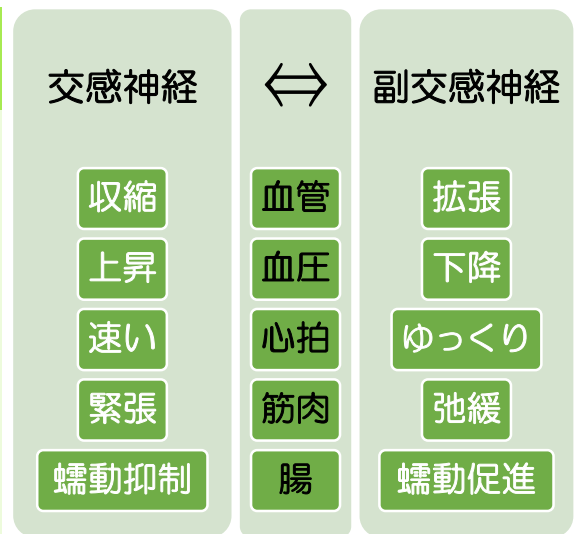 交感神経 ⇔ 副交感神経
収縮 血管 拡張
上昇 血圧 下降
速い 心拍 ゆっくり
緊張 筋肉 弛緩
蠕動抑制 腸 蠕動促進